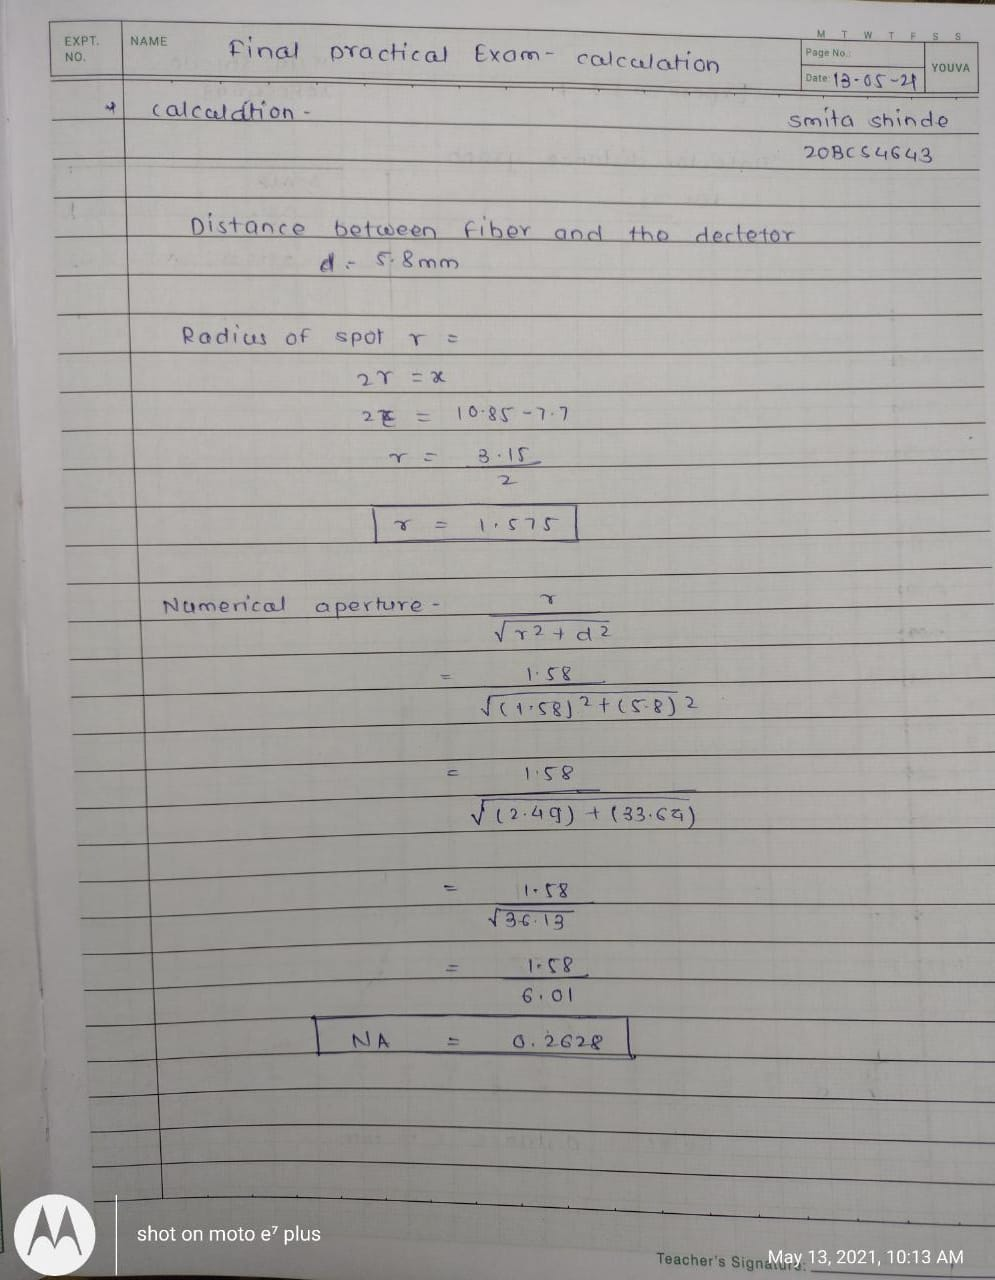 EXPT. NO.
NAME
Final practical Exam - calculation
M T W T F S S
Page No.:
YOUVA
Date: 13-05-21
* calcaldtion -
Smita shinde
20BCS4643
Distance between fiber and the dectetor
d = 5.8mm
Radius of spot r =
2r = x
2r = 10.85 - 7.7
r = 3.15 / 2
r = 1.575
Numerical aperture - r / √r2 + d2
= 1.58 / √(1.58)2 + (5.8)2
= 1.58 / √(2.49) + (33.64)
= 1.58 / √36.13
= 1.58 / 6.01
NA = 0.2628
shot on moto e7 plus
Teacher's Signature:
May 13, 2021, 10:13 AM